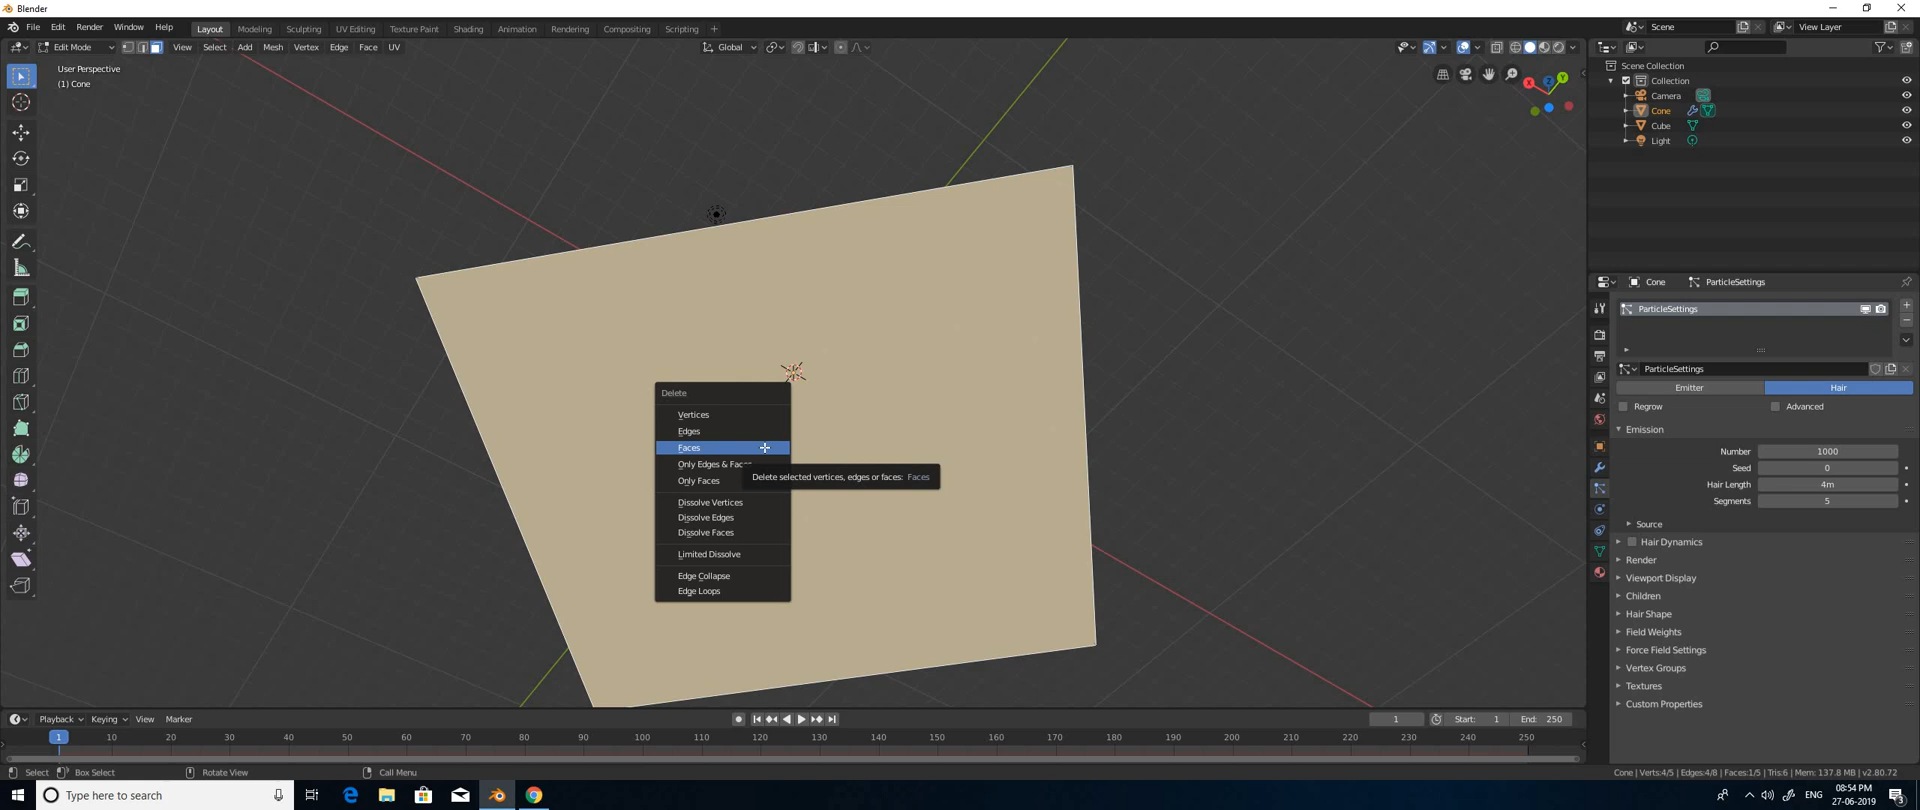 Blender
File Edit Render Window Help Layout Modeling Sculpting UV Editing Texture Paint Shading Animation Rendering Compositing Scripting + Scene View Layer
Edit Mode View Select Add Mesh Vertex Edge Face UV Global
User Perspective
(1) Cone
X Y Z
Scene Collection
Collection
Camera
Cone
Cube
Light
Cone ParticleSettings
ParticleSettings
ParticleSettings
Emitter Hair
Regrow Advanced
Emission
Number 1000
Seed 0
Hair Length 4m
Segments 5
Source
Hair Dynamics
Render
Viewport Display
Children
Hair Shape
Field Weights
Force Field Settings
Vertex Groups
Textures
Custom Properties
Delete
Vertices
Edges
Faces
Only Edges & Faces
Only Faces
Delete selected vertices, edges or faces: Faces
Dissolve Vertices
Dissolve Edges
Dissolve Faces
Limited Dissolve
Edge Collapse
Edge Loops
Playback Keying View Marker 1 Start: 1 End: 250
1 10 20 30 40 50 60 70 80 90 100 110 120 130 140 150 160 170 180 190 200 210 220 230 240 250
Select Box Select Rotate View Call Menu Cone | Verts:4/5 | Edges:4/8 | Faces:1/5 | Tris:6 | Mem: 137.8 MB | v2.80.72
Type here to search ENG 08:54 PM
27-06-2019 3